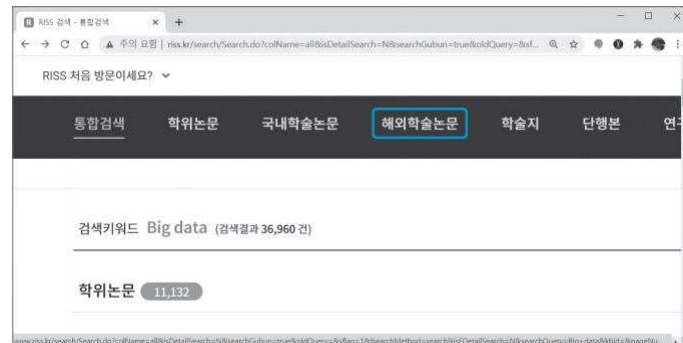 RISS 검색 - 통합검색
주의 요함 | riss.kr/search/Search.do?colName=all&isDetailSearch=N&searchGubun=true&oldQuery=&sf...
RISS 처음 방문이세요?
통합검색 학위논문 국내학술논문 해외학술논문 학술지 단행본
검색키워드 Big data (검색결과 36,960 건)
학위논문 11,132